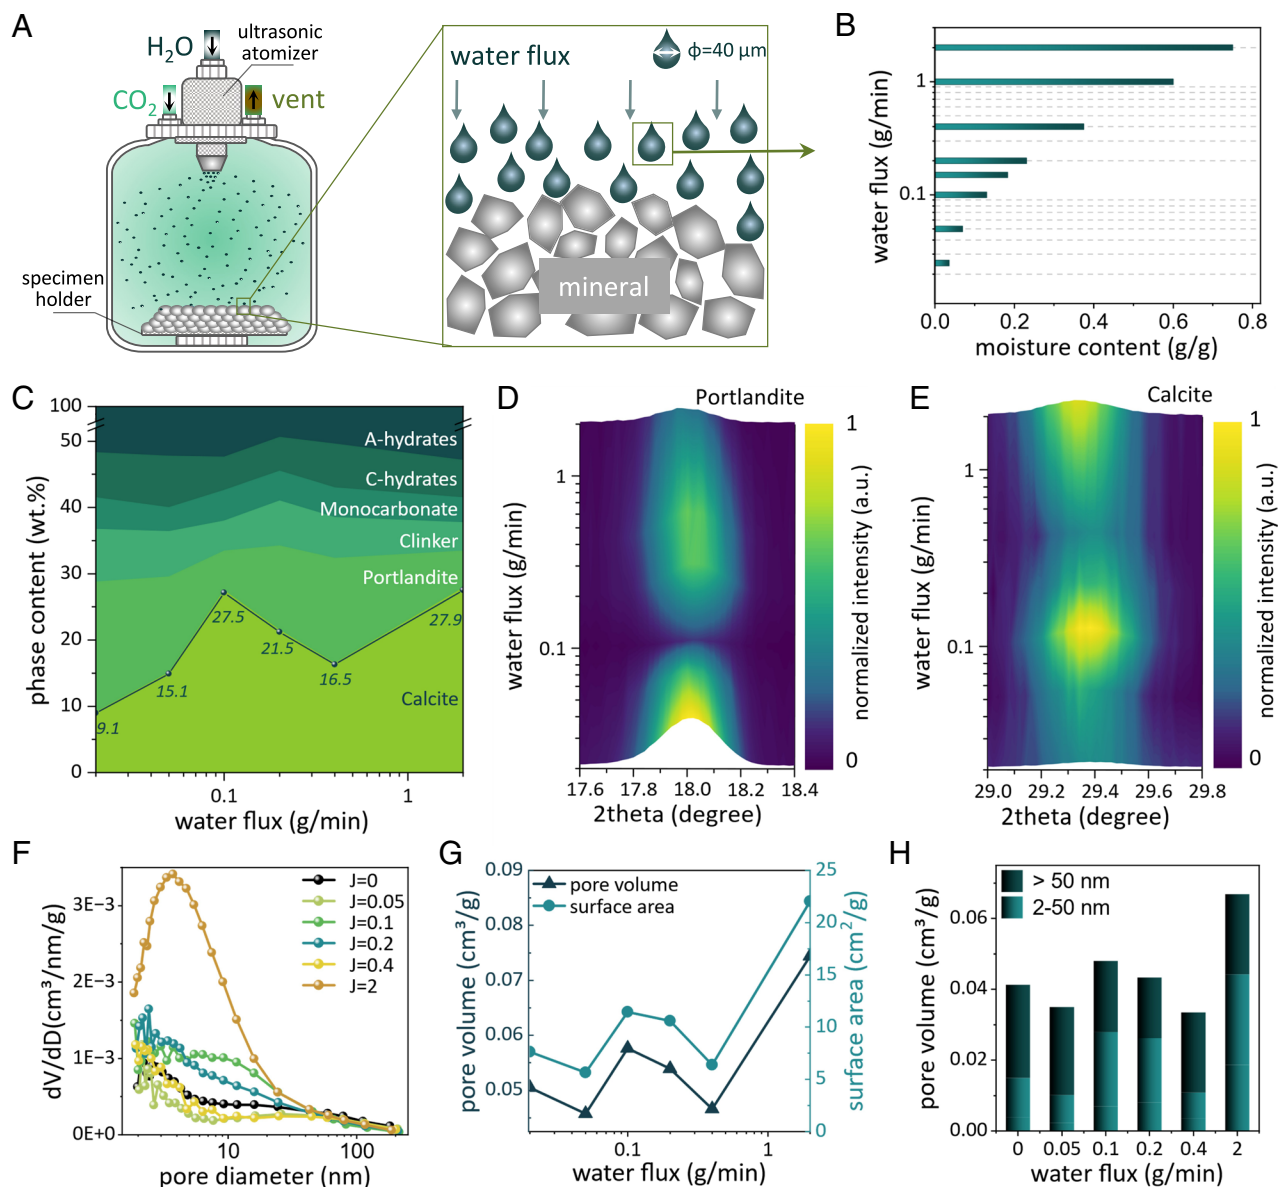 A
H₂O
ultrasonic
atomizer
CO₂
vent
specimen
holder
water flux
ϕ=40 μm
mineral
B
water flux (g/min)
1
0.1
0.0 0.2 0.4 0.6 0.8
moisture content (g/g)
C
phase content (wt.%)
100
50
40
30
20
10
0
A-hydrates
C-hydrates
Monocarbonate
Clinker
Portlandite
Calcite
9.1
15.1
27.5
21.5
16.5
27.9
0.1 1
water flux (g/min)
D
Portlandite
water flux (g/min)
1
0.1
17.6 17.8 18.0 18.2 18.4
2theta (degree)
1
normalized intensity (a.u.)
0
E
Calcite
water flux (g/min)
1
0.1
29.0 29.2 29.4 29.6 29.8
2theta (degree)
1
normalized intensity (a.u.)
0
F
dV/dD(cm³/nm/g)
3E−3
2E−3
1E−3
0E+0
J=0
J=0.05
J=0.1
J=0.2
J=0.4
J=2
10 100
pore diameter (nm)
G
pore volume (cm³/g)
0.09
0.08
0.07
0.06
0.05
pore volume
surface area
25
20
15
10
5
0
surface area (cm²/g)
0.1 1
water flux (g/min)
H
pore volume (cm³/g)
0.06
0.04
0.02
0.00
> 50 nm
2-50 nm
0 0.05 0.1 0.2 0.4 2
water flux (g/min)